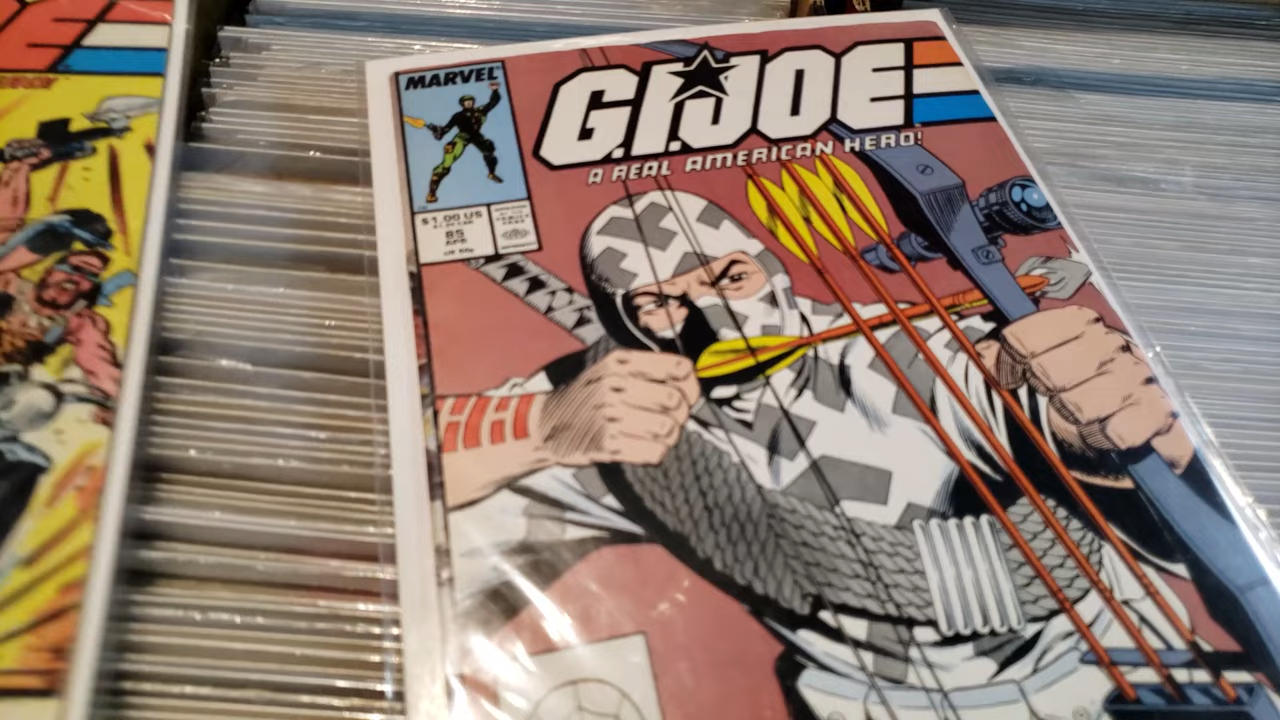 MARVEL
G.I.JOE
A REAL AMERICAN HERO!
$1.00 US
85
APR